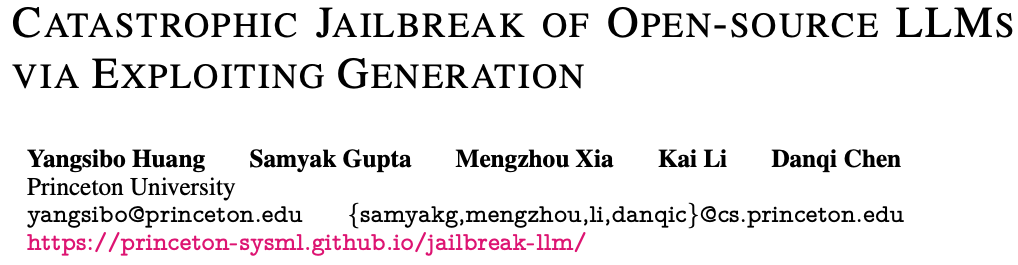 CATASTROPHIC JAILBREAK OF OPEN-SOURCE LLMS
VIA EXPLOITING GENERATION
Yangsibo Huang Samyak Gupta Mengzhou Xia Kai Li Danqi Chen
Princeton University
yangsibo@princeton.edu {samyakg,mengzhou,li,danqic}@cs.princeton.edu
https://princeton-sysml.github.io/jailbreak-llm/